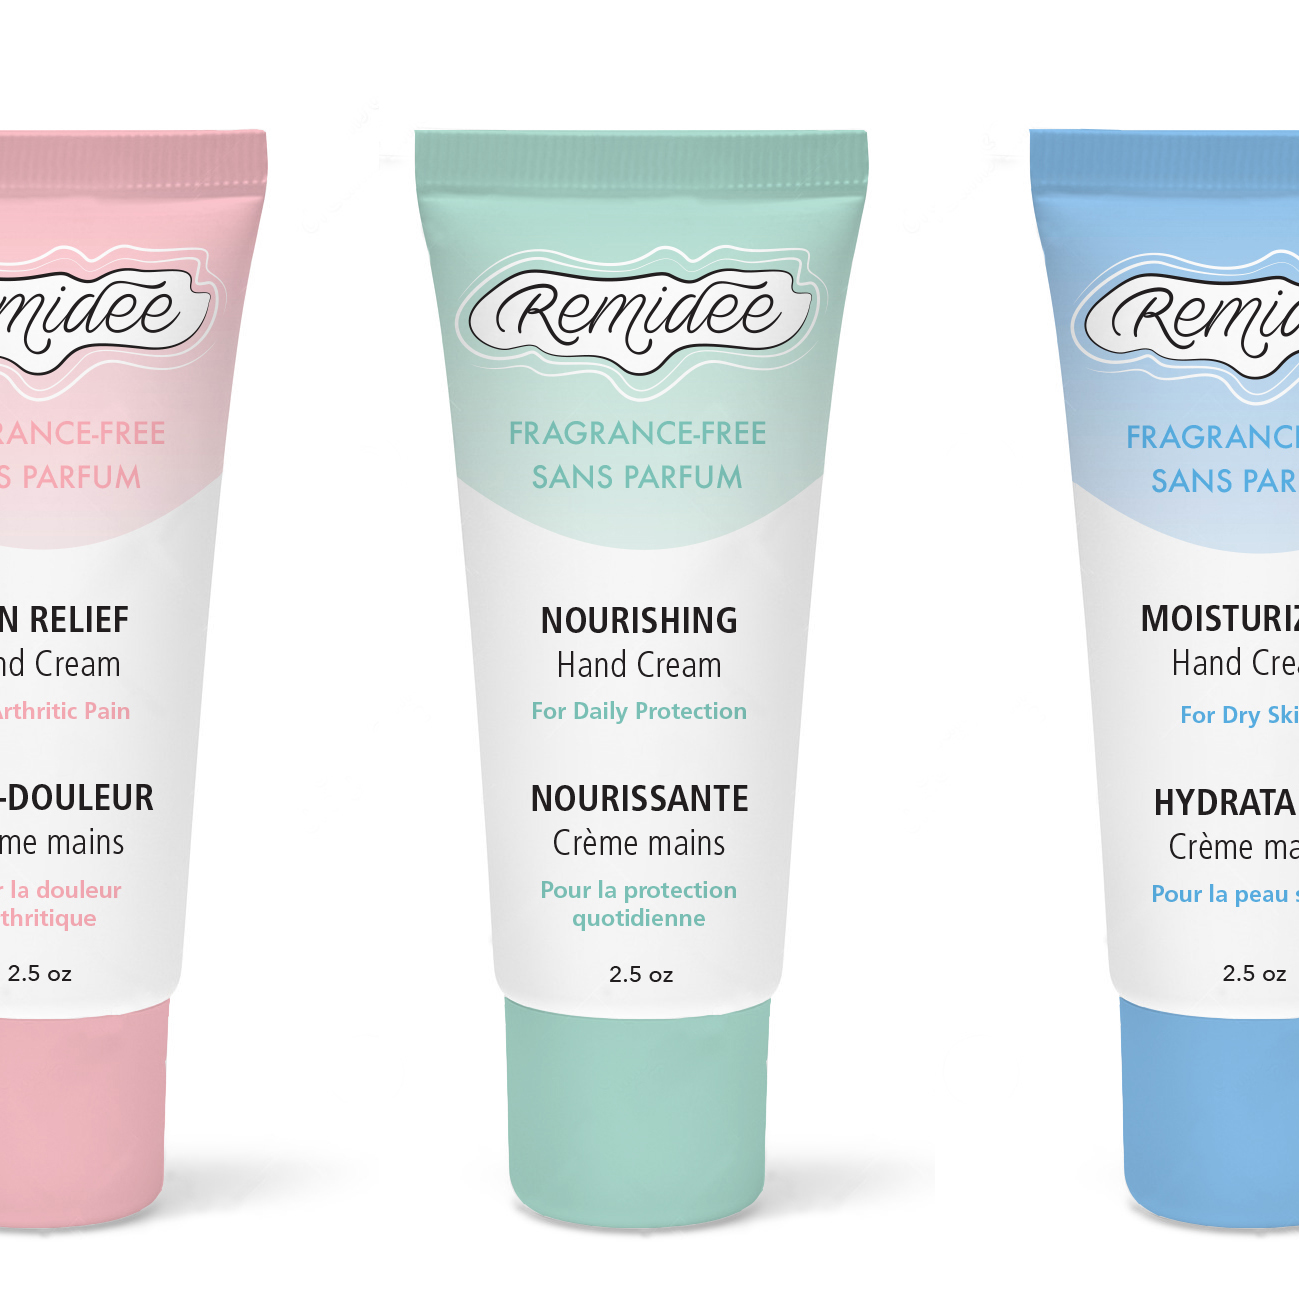 midee
RANCE-FREE
S PARFUM
N RELIEF
nd Cream
Arthritic Pain
-DOULEUR
me mains
r la douleur
thritique
2.5 oz
Remidee
FRAGRANCE-FREE
SANS PARFUM
NOURISHING
Hand Cream
For Daily Protection
NOURISSANTE
Crème mains
Pour la protection
quotidienne
2.5 oz
Remid
FRAGRANC
SANS PAR
MOISTURIZ
Hand Crea
For Dry Ski
HYDRATA
Crème ma
Pour la peau s
2.5 oz